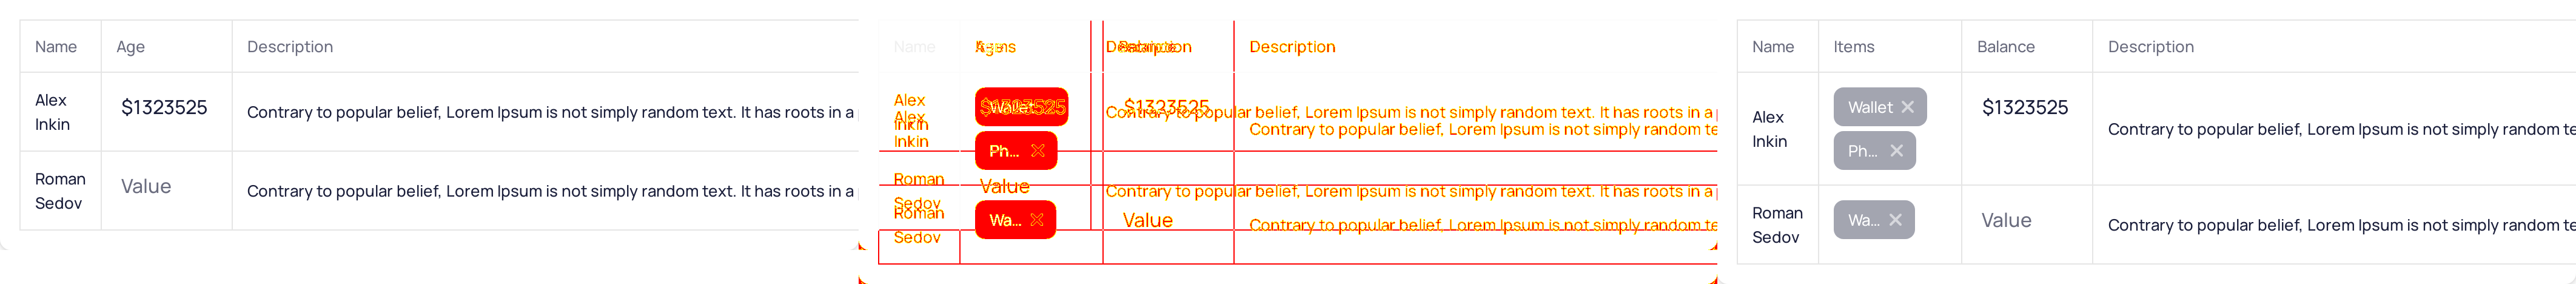 Name Age Description
Alex
Inkin
$1323525
Contrary to popular belief, Lorem Ipsum is not simply random text. It has roots in a
Roman
Sedov
Value
Contrary to popular belief, Lorem Ipsum is not simply random text. It has roots in a
Name Description
Alex
Alex
Inkin
Inkin
Wallet
$1323525
$1323525
Contrary to popular belief, Lorem Ipsum is not simply random text. It has roots in a
Contrary to popular belief, Lorem Ipsum is not simply random te
Ph...
Roman
Sedov
Value
Contrary to popular belief, Lorem Ipsum is not simply random text. It has roots in a
Roman
Sedov
Wa...
Value
Contrary to popular belief, Lorem Ipsum is not simply random te
Name Items Balance Description
Alex
Inkin
Wallet
Ph...
$1323525
Contrary to popular belief, Lorem Ipsum is not simply random te
Roman
Sedov
Wa...
Value
Contrary to popular belief, Lorem Ipsum is not simply random te